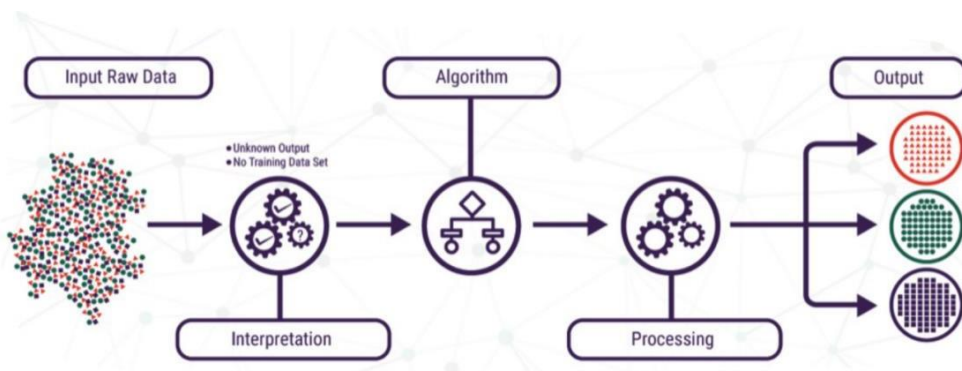 Input Raw Data
Algorithm
Output
• Unknown Output
• No Training Data Set
?
Interpretation
Processing